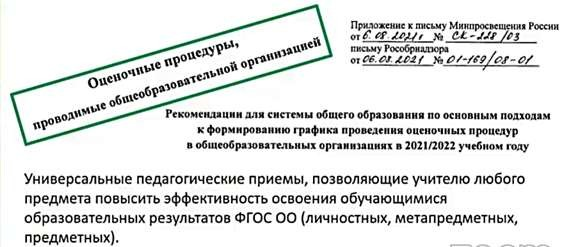 Оценочные процедуры,
проводимые общеобразовательной организацией
Приложение к письму Минпросвещения России
от 6.08.2021г № СК-228/03
письму Рособрнадзора
от 06.08.2021 № 01-169/08-01
Рекомендации для системы общего образования по основным подходам
к формированию графика проведения оценочных процедур
в общеобразовательных организациях в 2021/2022 учебном году
Универсальные педагогические приемы, позволяющие учителю любого
предмета повысить эффективность освоения обучающимися
образовательных результатов ФГОС ОО (личностных, метапредметных,
предметных).